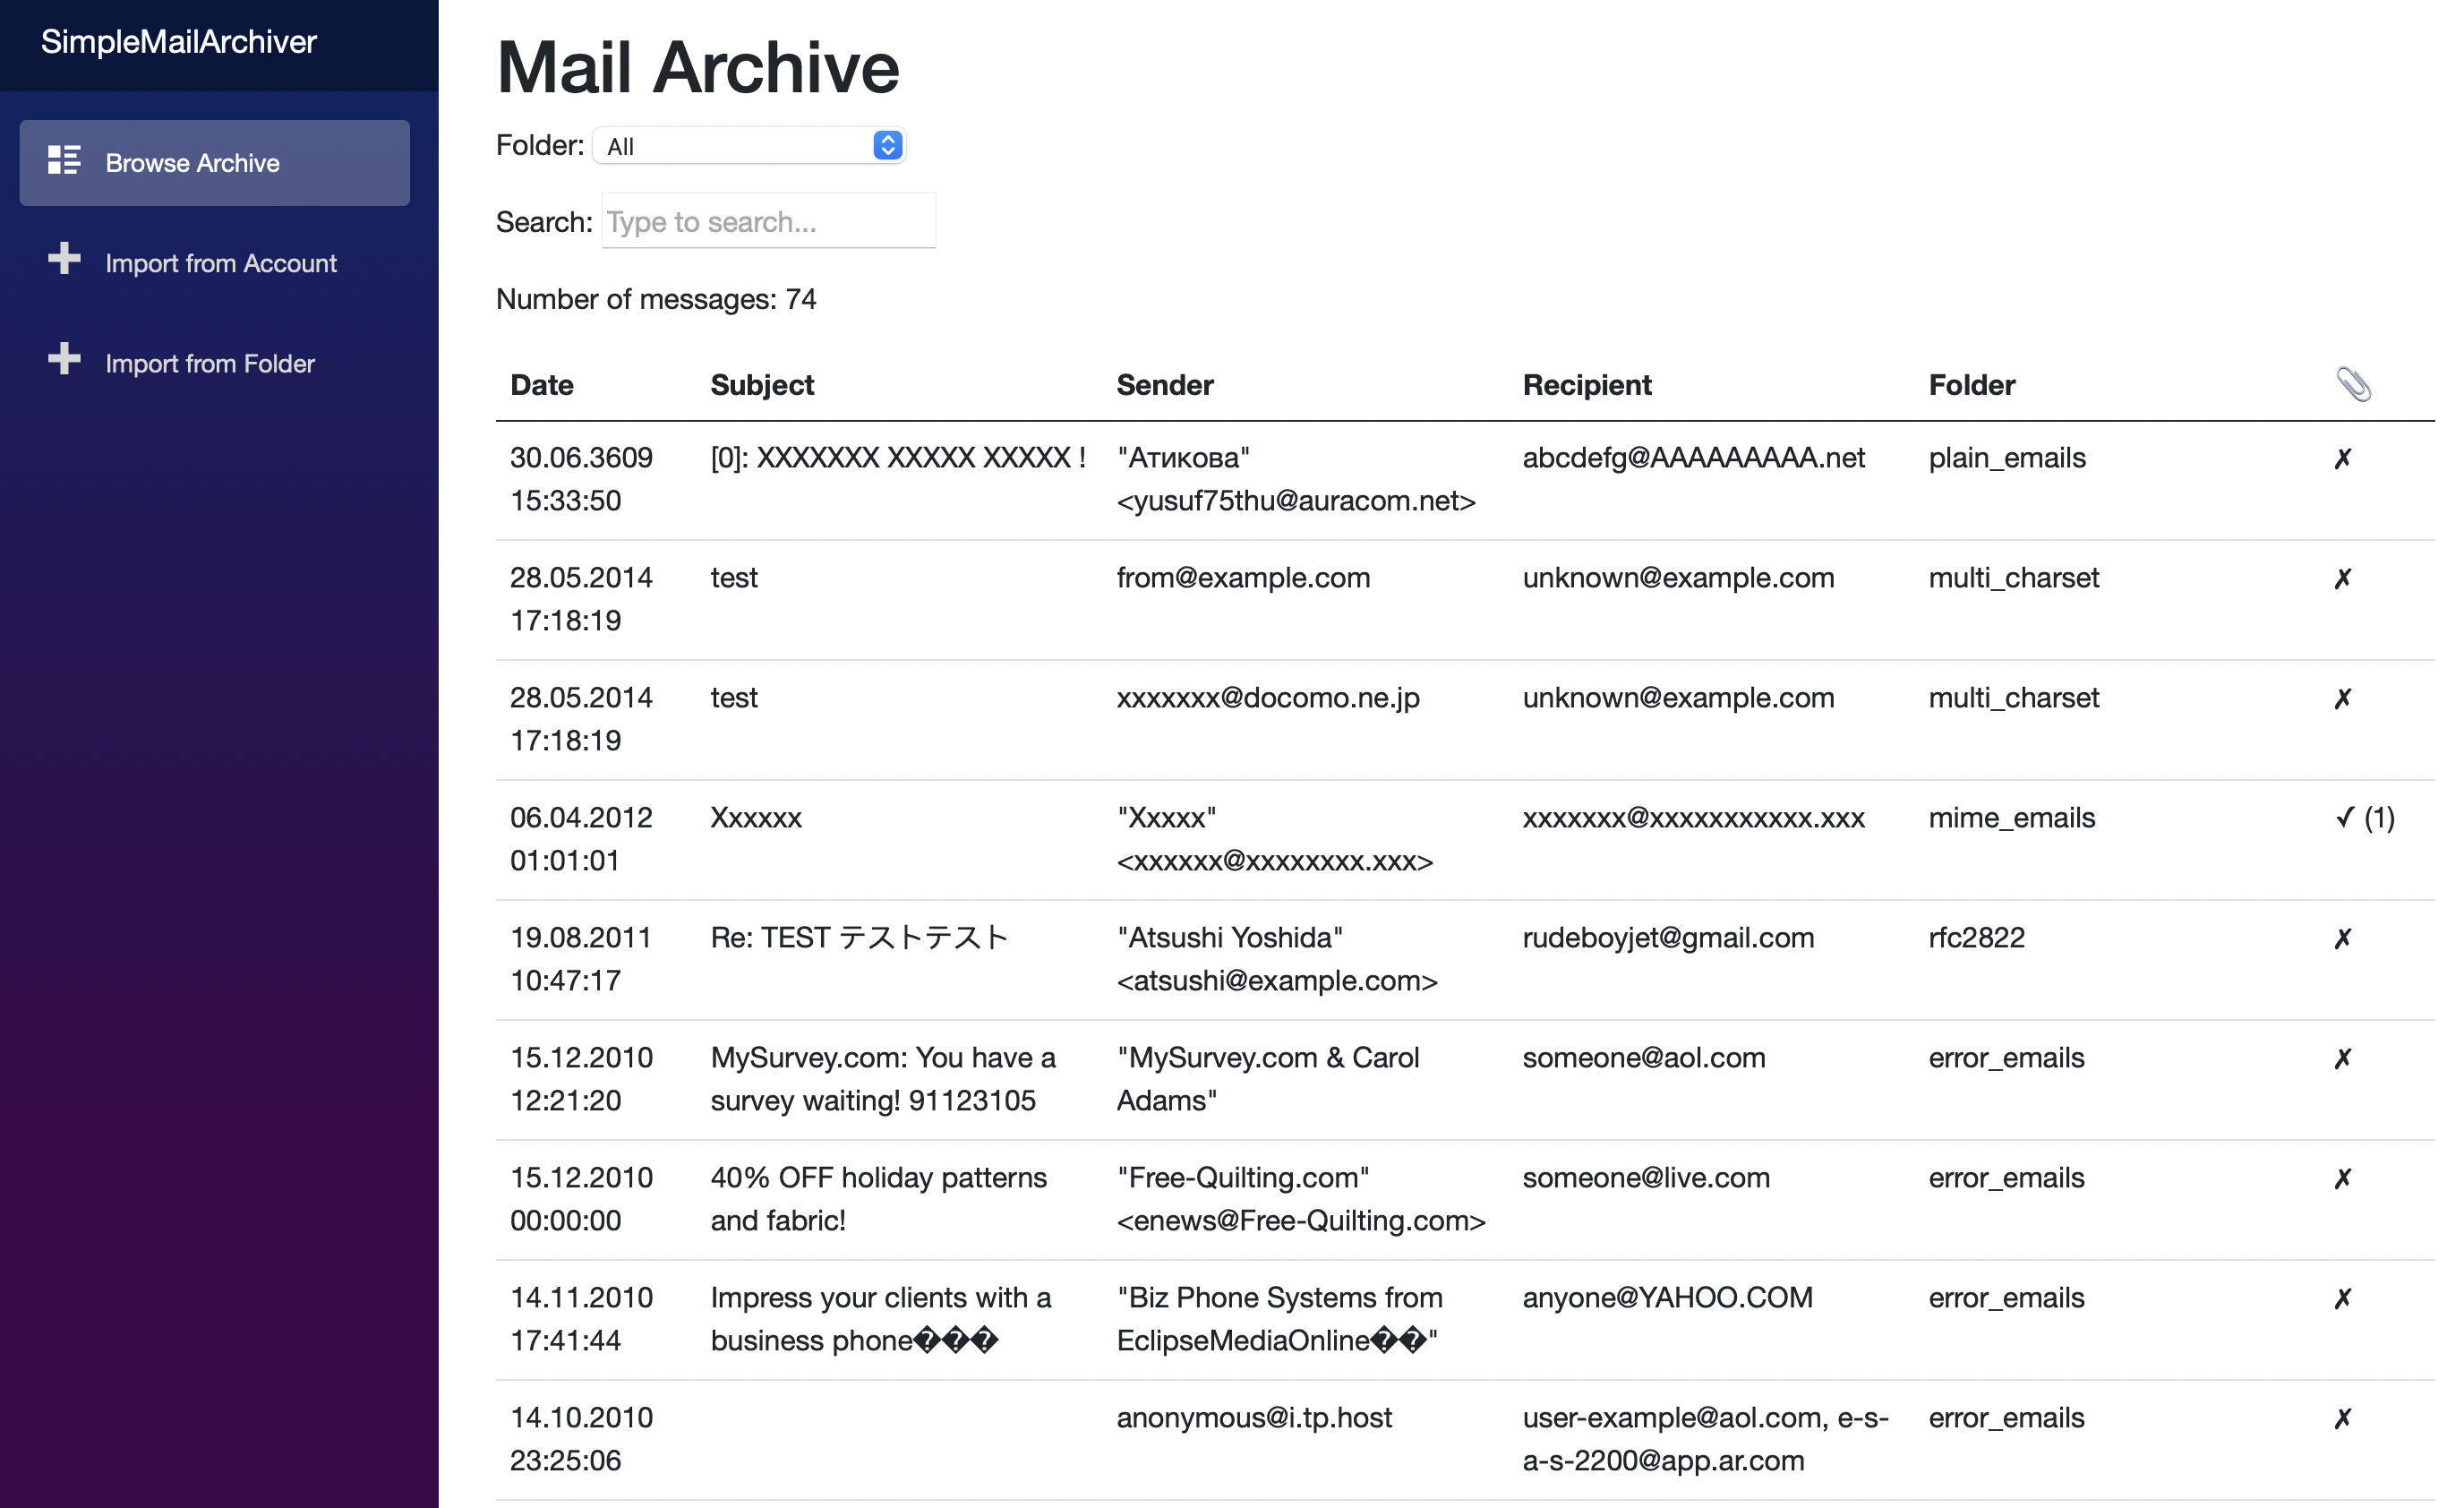 SimpleMailArchiver
Browse Archive
Import from Account
Import from Folder
Mail Archive
Folder: All
Search: Type to search...
Number of messages: 74
Date Subject Sender Recipient Folder 📎
30.06.3609 [0]: XXXXXXX XXXXX XXXXX ! "Атикова" abcdefg@AAAAAAAAA.net plain_emails ✗
15:33:50 <yusuf75thu@auracom.net>
28.05.2014 test from@example.com unknown@example.com multi_charset ✗
17:18:19
28.05.2014 test xxxxxxx@docomo.ne.jp unknown@example.com multi_charset ✗
17:18:19
06.04.2012 Xxxxxx "Xxxxx" xxxxxxx@xxxxxxxxxxx.xxx mime_emails ✓ (1)
01:01:01 <xxxxxx@xxxxxxxx.xxx>
19.08.2011 Re: TEST テストテスト "Atsushi Yoshida" rudeboyjet@gmail.com rfc2822 ✗
10:47:17 <atsushi@example.com>
15.12.2010 MySurvey.com: You have a "MySurvey.com & Carol someone@aol.com error_emails ✗
12:21:20 survey waiting! 91123105 Adams"
15.12.2010 40% OFF holiday patterns "Free-Quilting.com" someone@live.com error_emails ✗
00:00:00 and fabric! <enews@Free-Quilting.com>
14.11.2010 Impress your clients with a "Biz Phone Systems from anyone@YAHOO.COM error_emails ✗
17:41:44 business phone��� EclipseMediaOnline��"
14.10.2010 anonymous@i.tp.host user-example@aol.com, e-s- error_emails ✗
23:25:06 a-s-2200@app.ar.com